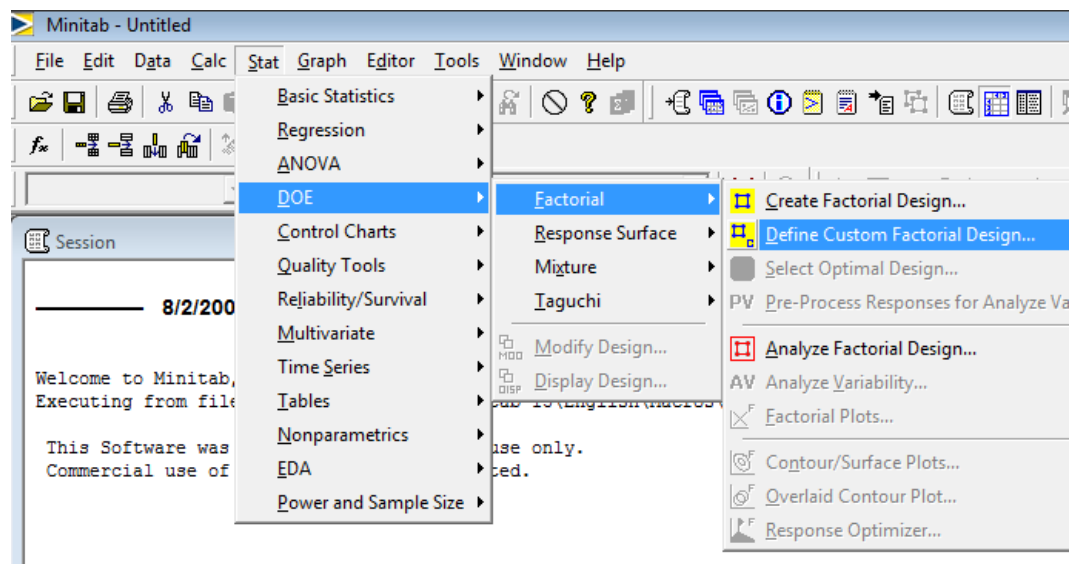 Minitab - Untitled
File Edit Data Calc Stat Graph Editor Tools Window Help
Basic Statistics
Regression
ANOVA
DOE
Control Charts
Quality Tools
Reliability/Survival
Multivariate
Time Series
Tables
Nonparametrics
EDA
Power and Sample Size
Factorial
Response Surface
Mixture
Taguchi
Modify Design...
Display Design...
Create Factorial Design...
Define Custom Factorial Design...
Select Optimal Design...
PV Pre-Process Responses for Analyze Va
Analyze Factorial Design...
AV Analyze Variability...
Factorial Plots...
Contour/Surface Plots...
Overlaid Contour Plot...
Response Optimizer...
Session
8/2/200
Welcome to Minitab,
Executing from file
This Software was use only.
Commercial use of ted.